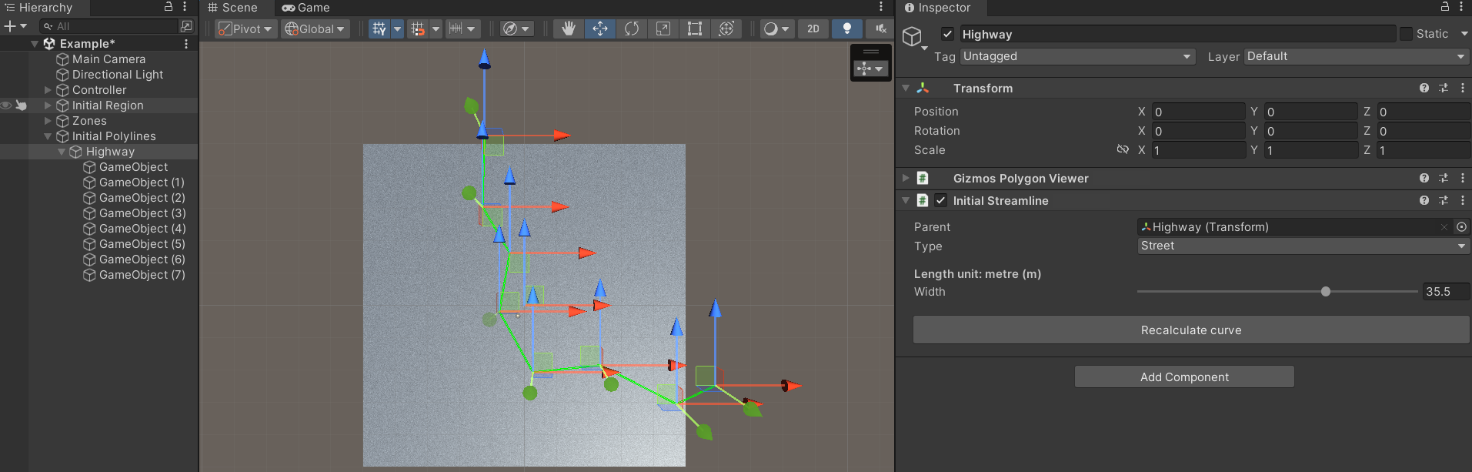 Hierarchy
All
Example*
Main Camera
Directional Light
Controller
Initial Region
Zones
Initial Polylines
Highway
GameObject
GameObject (1)
GameObject (2)
GameObject (3)
GameObject (4)
GameObject (5)
GameObject (6)
GameObject (7)
Scene Game
Pivot Global 2D
Inspector
Highway Static
Tag Untagged Layer Default
Transform
Position X 0 Y 0 Z 0
Rotation X 0 Y 0 Z 0
Scale X 1 Y 1 Z 1
Gizmos Polygon Viewer
Initial Streamline
Parent Highway (Transform)
Type Street
Length unit: metre (m)
Width 35.5
Recalculate curve
Add Component